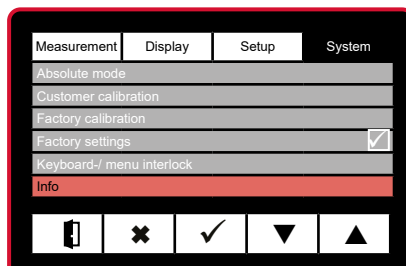 Measurement Display Setup System
Absolute mode
Customer calibration
Factory calibration
Factory settings
Keyboard-/ menu interlock
Info